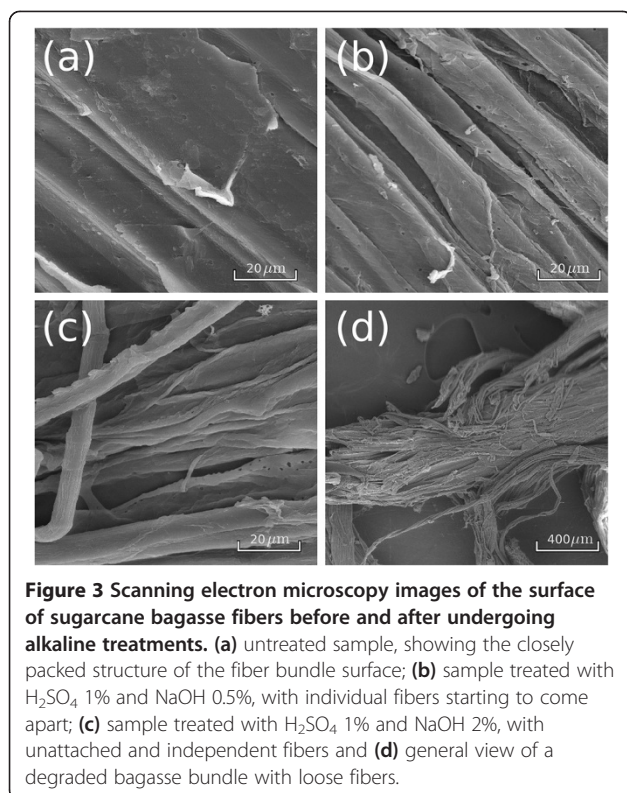 (a)
(b)
20 μm
20 μm
(c)
(d)
20 μm
400μm
Figure 3 Scanning electron microscopy images of the surface
of sugarcane bagasse fibers before and after undergoing
alkaline treatments. (a) untreated sample, showing the closely
packed structure of the fiber bundle surface; (b) sample treated with
H₂SO₄ 1% and NaOH 0.5%, with individual fibers starting to come
apart; (c) sample treated with H₂SO₄ 1% and NaOH 2%, with
unattached and independent fibers and (d) general view of a
degraded bagasse bundle with loose fibers.